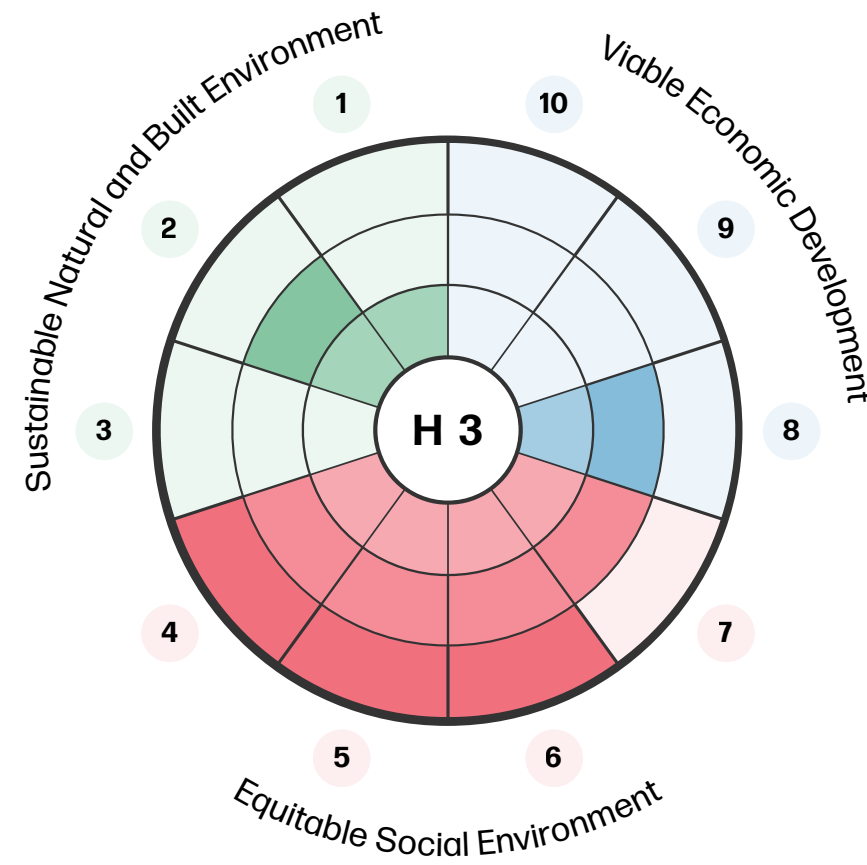 Sustainable Natural and Built Environment
Viable Economic Development
1
10
2
9
3
H 3
8
4
7
5
6
Equitable Social Environment